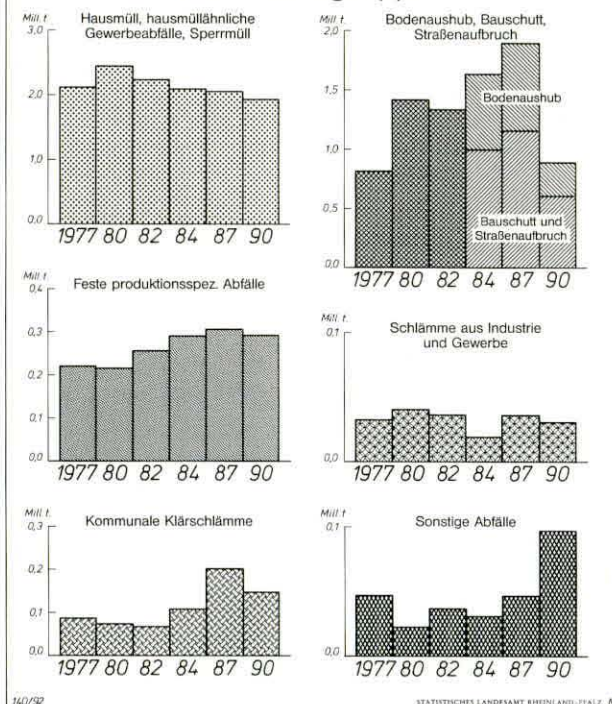 Mill. t
Hausmüll, hausmüllähnliche
Gewerbeabfälle, Sperrmüll
3,0
2,0
1,0
0,0
1977 80 82 84 87 90
Mill. t
Bodenaushub, Bauschutt,
Straßenaufbruch
2,0
1,5
1,0
0,5
0,0
Bodenaushub
Bauschutt und
Straßenaufbruch
1977 80 82 84 87 90
Mill. t
Feste produktionsspez. Abfälle
0,4
0,3
0,2
0,1
0,0
1977 80 82 84 87 90
Mill. t
Schlämme aus Industrie
und Gewerbe
0,1
0,0
1977 80 82 84 87 90
Mill. t
Kommunale Klärschlämme
0,3
0,2
0,1
0,0
1977 80 82 84 87 90
Mill. t
Sonstige Abfälle
0,1
0,0
1977 80 82 84 87 90
140/92
STATISTISCHES LANDESAMT RHEINLAND-PFALZ